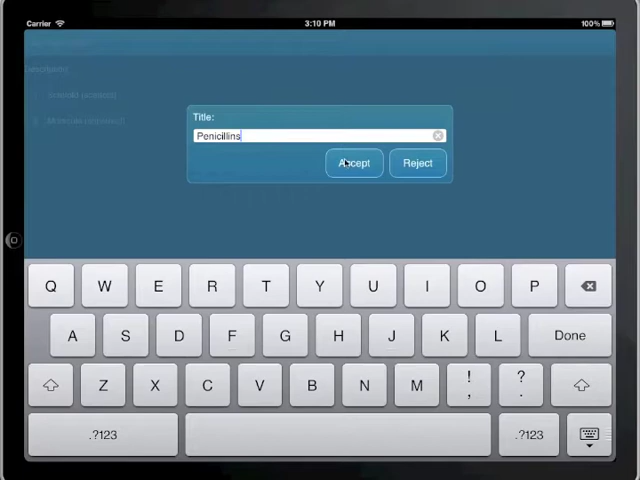 Carrier 3:10 PM 100%
Title:
Penicillins
Accept Reject
Q W E R T Y U I O P
A S D F G H J K L Done
Z X C V B N M ! , ? .
.?123 .?123